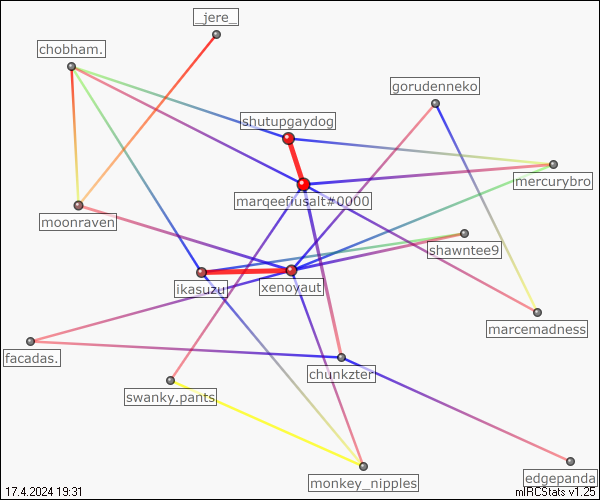 _jere_
chobham.
gorudenneko
shutupgaydog
mercurybro
marqeefiusalt#0000
moonraven
shawntee9
ikasuzu
xenoyaut
marcemadness
facadas.
chunkzter
swanky.pants
monkey_nipples
edgepanda
17.4.2024 19:31
mIRCStats v1.25